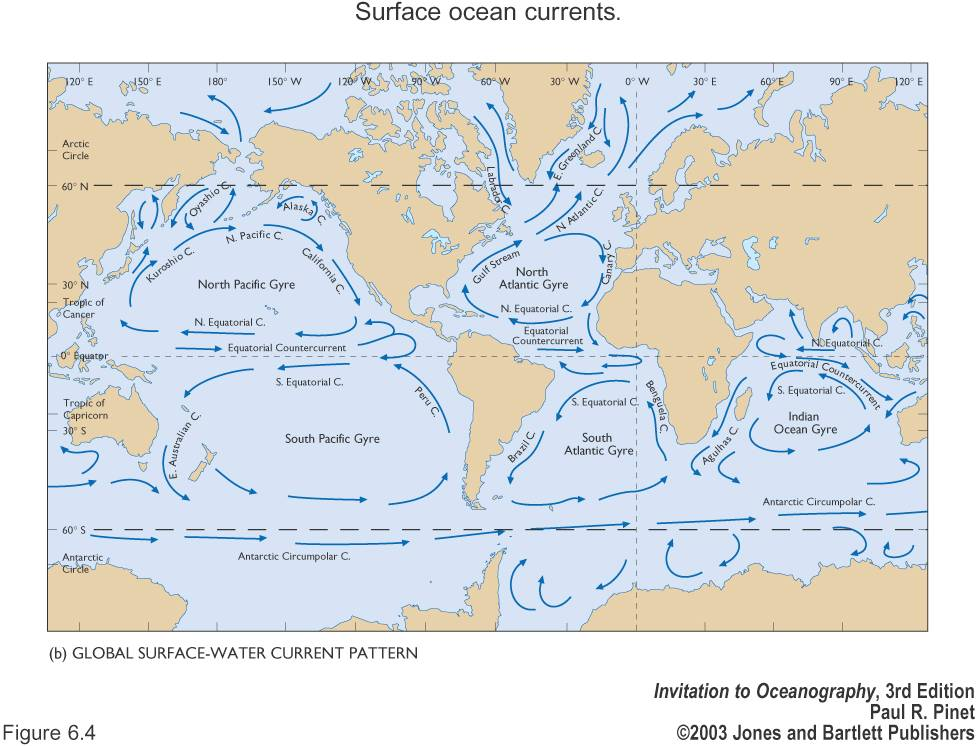 Surface ocean currents.
120° E 150° E 180° 150° W 120° W 90° W 60° W 30° W 0° W 30° E 60° E 90° E 120° E
Arctic
Circle
60° N
30° N
Tropic of
Cancer
0° Equator
Tropic of
Capricorn
30° S
60° S
Antarctic
Circle
Oyashio C.
Alaska C.
N. Pacific C.
Kuroshio C.
California C.
North Pacific Gyre
N. Equatorial C.
Equatorial Countercurrent
S. Equatorial C.
Peru C.
E. Australian C.
South Pacific Gyre
Antarctic Circumpolar C.
Labrador C.
E. Greenland C.
N Atlantic C.
Gulf Stream
North
Atlantic Gyre
Canary C.
N. Equatorial C.
Equatorial
Countercurrent
S. Equatorial C.
Benguela C.
Brazil C.
South
Atlantic Gyre
Agulhas C.
N. Equatorial C.
Equatorial Countercurrent
S. Equatorial C.
Indian
Ocean Gyre
Antarctic Circumpolar C.
(b) GLOBAL SURFACE-WATER CURRENT PATTERN
Invitation to Oceanography, 3rd Edition
Paul R. Pinet
©2003 Jones and Bartlett Publishers
Figure 6.4